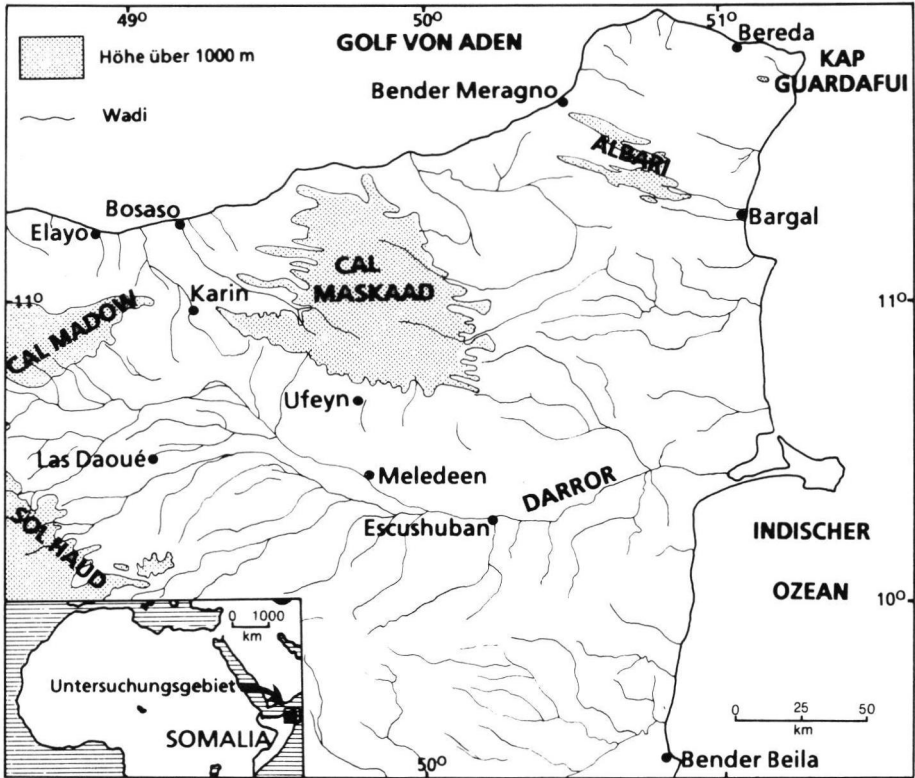 49°
50°
51°
Höhe über 1000 m
Wadi
GOLF VON ADEN
Bereda
KAP
GUARDAFUI
Bender Meragno
ALBARI
Bosaso
Elayo
Bargal
CAL
MASKAAD
11°
Karin
11°
CAL MADOW
Ufeyn
Las Daoué
Meledeen
DARROR
SOL HAUD
Escushuban
INDISCHER
OZEAN
10°
0 1000
km
Untersuchungsgebiet
SOMALIA
0 25 50
km
50°
Bender Beila